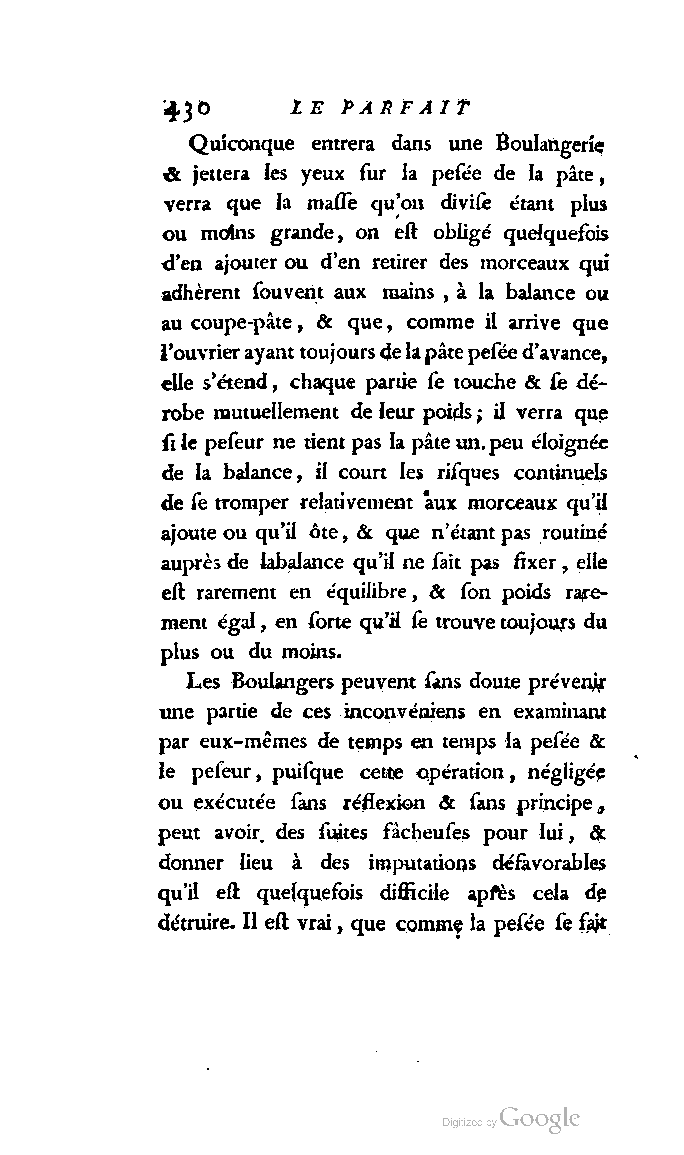 430 LE PARFAIT
Quiconque entrera dans une Boulangerie
& jettera les yeux ſur la peſée de la pâte,
verra que la maſſe qu'on diviſe étant plus
ou moins grande, on eſt obligé quelquefois
d'en ajouter ou d'en retirer des morceaux qui
adhèrent ſouvent aux mains, à la balance ou
au coupe-pâte, & que, comme il arrive que
l'ouvrier ayant toujours de la pâte peſée d'avance,
elle s'étend, chaque partie ſe touche & ſe dé-
robe mutuellement de leur poids; il verra que
ſi le peſeur ne tient pas la pâte un peu éloignée
de la balance, il court les riſques continuels
de ſe tromper relativement aux morceaux qu'il
ajoute ou qu'il ôte, & que n'étant pas routiné
auprès de la balance qu'il ne ſait pas fixer, elle
eſt rarement en équilibre, & ſon poids rare-
ment égal, en ſorte qu'il ſe trouve toujours du
plus ou du moins.
Les Boulangers peuvent ſans doute prévenir
une partie de ces inconvéniens en examinant
par eux-mêmes de temps en temps la peſée &
le peſeur, puiſque cette opération, négligée
ou exécutée ſans réflexion & ſans principe,
peut avoir des ſuites fâcheuſes pour lui, &
donner lieu à des imputations défavorables
qu'il eſt quelquefois difficile après cela de
détruire. Il eſt vrai, que comme la peſée ſe fait
Digitized by Google